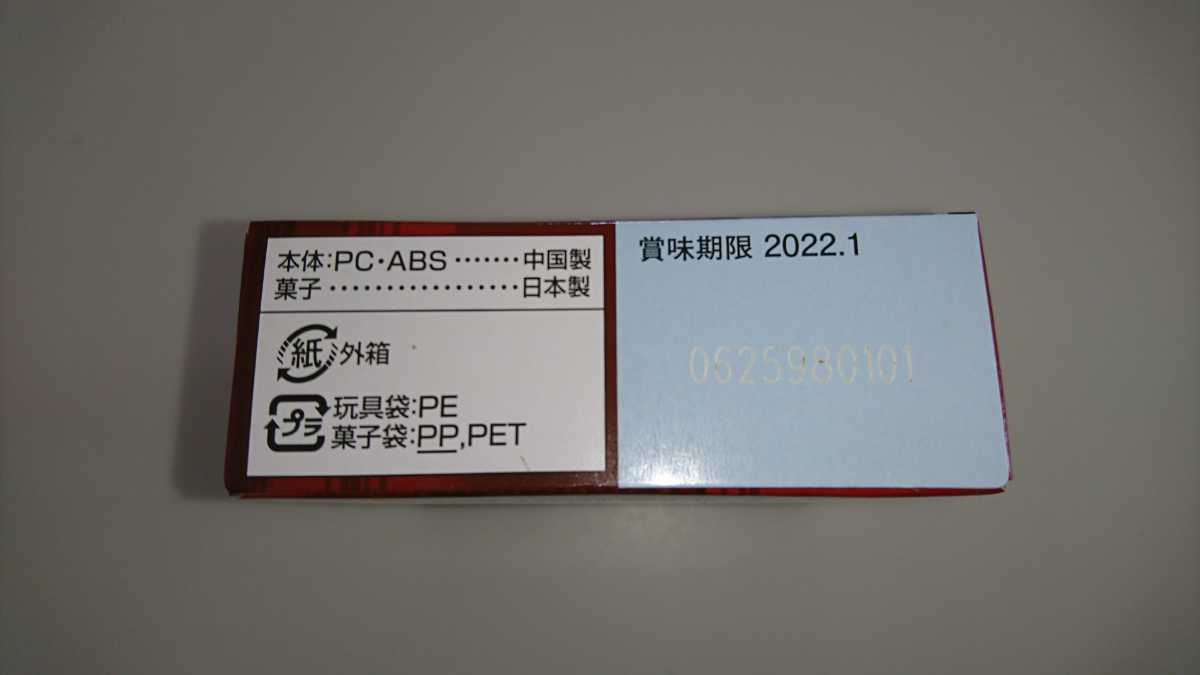 本体:PC・ABS・・・・・・・中国製
菓子・・・・・・・・・・・・・・・・・・日本製
紙 外箱
プラ 玩具袋:PE
菓子袋:PP,PET
賞味期限 2022.1
0625980101